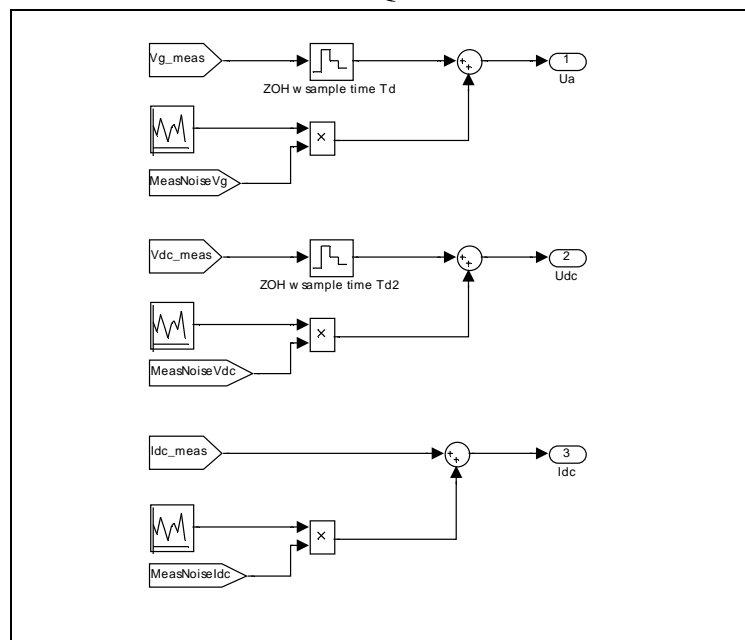 Vg_meas
ZOH w sample time Td
+
+
1
Ua
×
MeasNoiseVg
Vdc_meas
ZOH w sample time Td2
+
+
2
Udc
×
MeasNoiseVdc
Idc_meas
+
+
3
Idc
×
MeasNoiseIdc